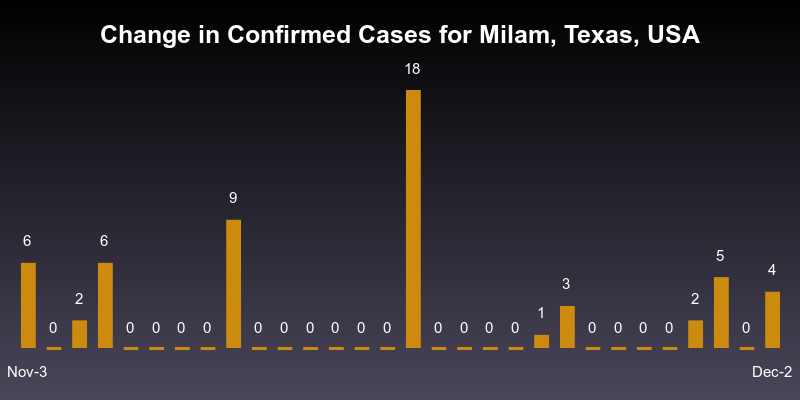 Change in Confirmed Cases for Milam, Texas, USA
6 0 2 6 0 0 0 0 9 0 0 0 0 0 0 18 0 0 0 0 1 3 0 0 0 0 2 5 0 4
Nov-3 Dec-2